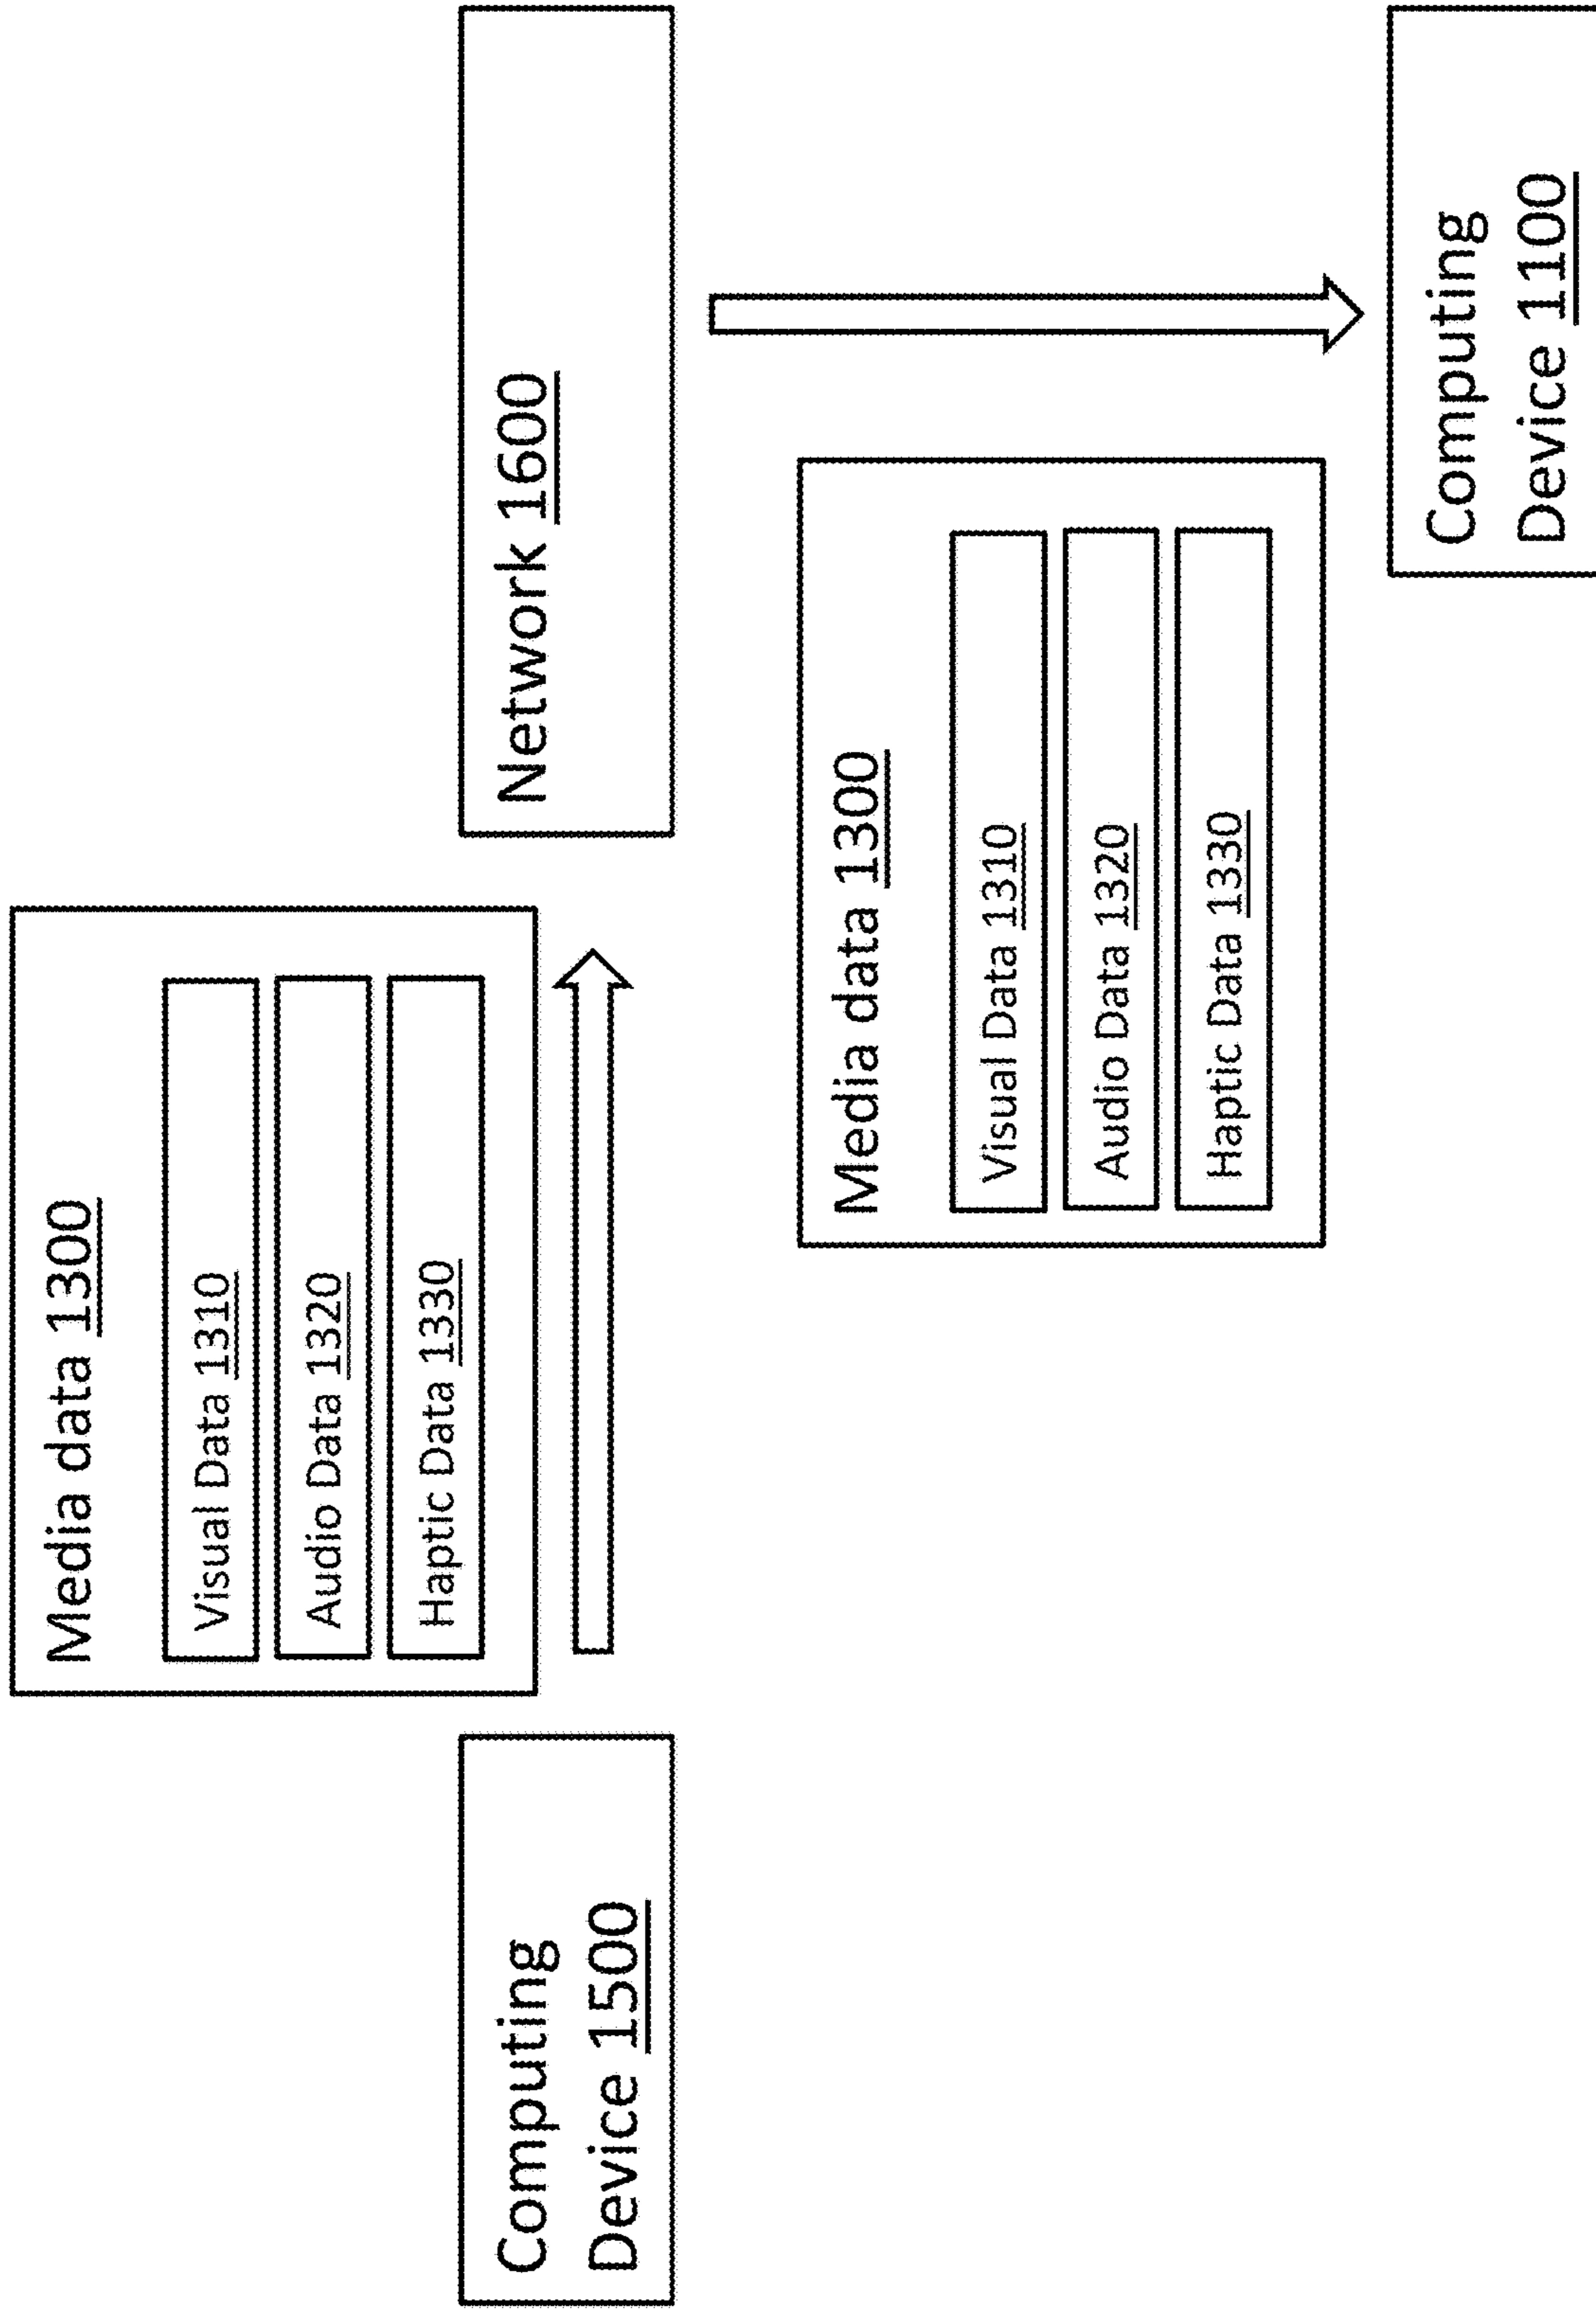 Media data 1300
Visual Data 1310
Audio Data 1320
Haptic Data 1330
Computing
Device 1500
Network 1600
Media data 1300
Visual Data 1310
Audio Data 1320
Haptic Data 1330
Computing
Device 1100